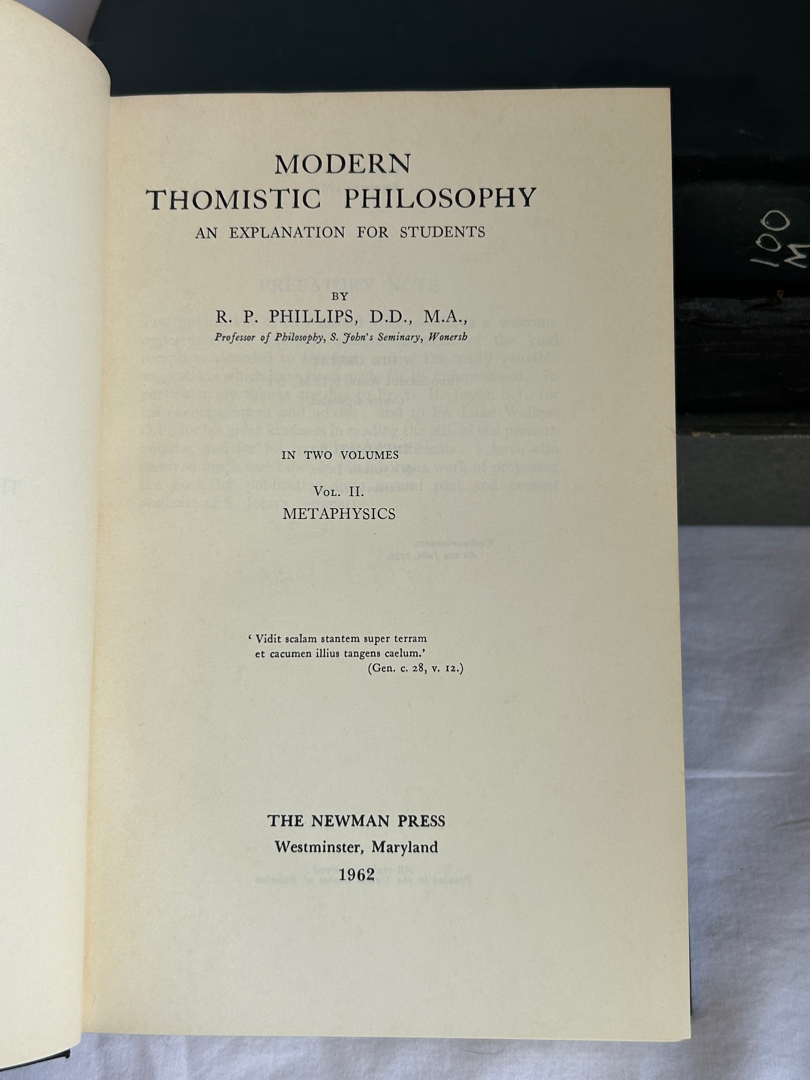 MODERN
THOMISTIC PHILOSOPHY
AN EXPLANATION FOR STUDENTS
BY
R. P. PHILLIPS, D.D., M.A.,
Professor of Philosophy, S. John's Seminary, Wonersh
IN TWO VOLUMES
VOL. II.
METAPHYSICS
‘ Vidit scalam stantem super terram
et cacumen illius tangens caelum.’
(Gen. c. 28, v. 12.)
THE NEWMAN PRESS
Westminster, Maryland
1962
100
M